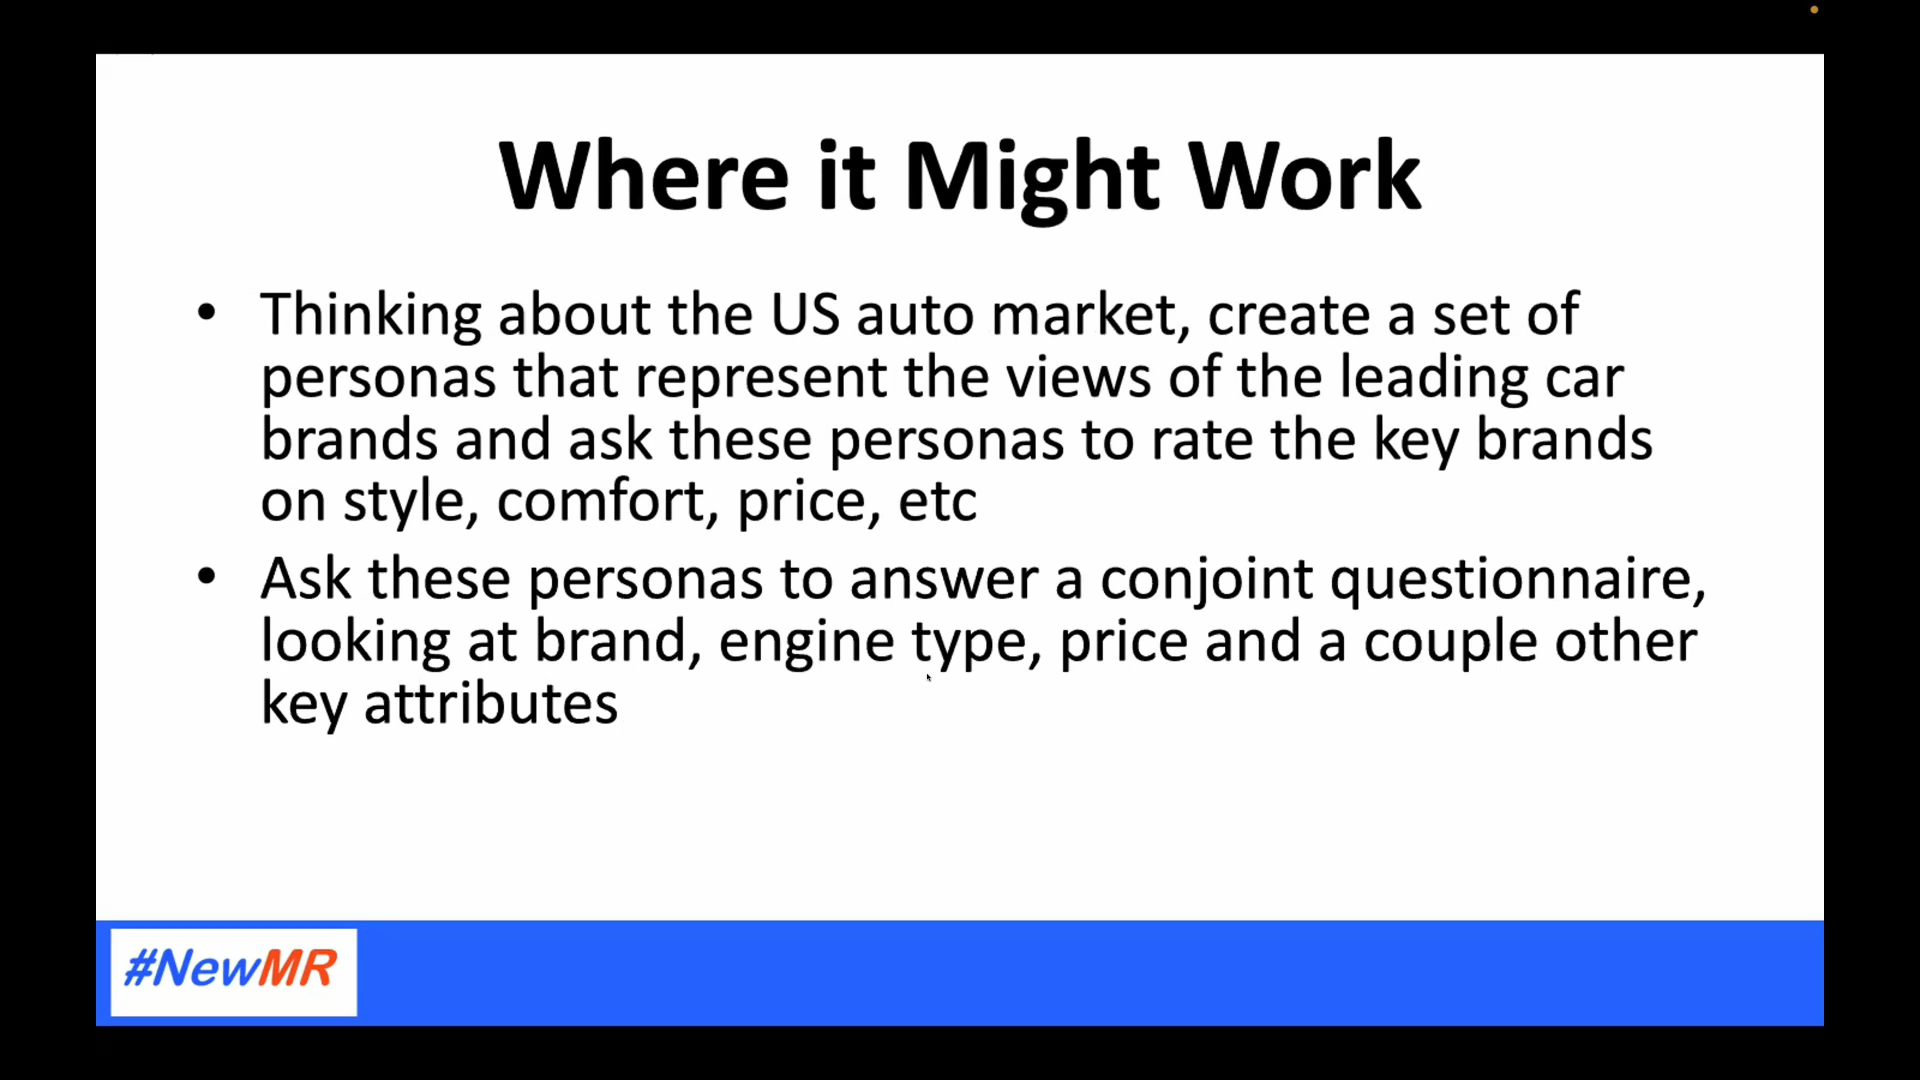 Where it Might Work
• Thinking about the US auto market, create a set of
personas that represent the views of the leading car
brands and ask these personas to rate the key brands
on style, comfort, price, etc
• Ask these personas to answer a conjoint questionnaire,
looking at brand, engine type, price and a couple other
key attributes
#NewMR